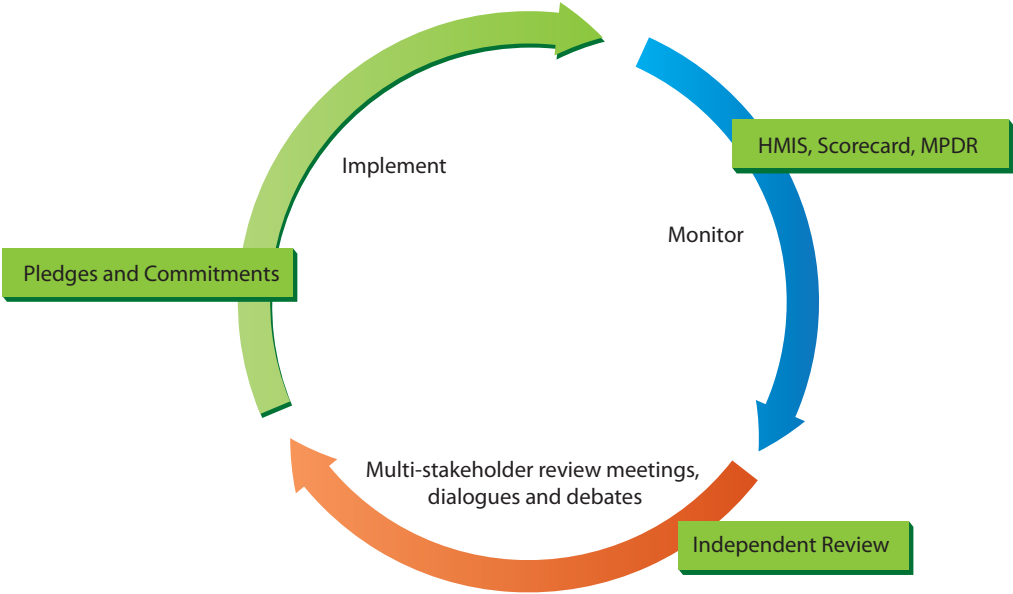 HMIS, Scorecard, MPDR
Implement
Monitor
Pledges and Commitments
Multi-stakeholder review meetings,
dialogues and debates
Independent Review